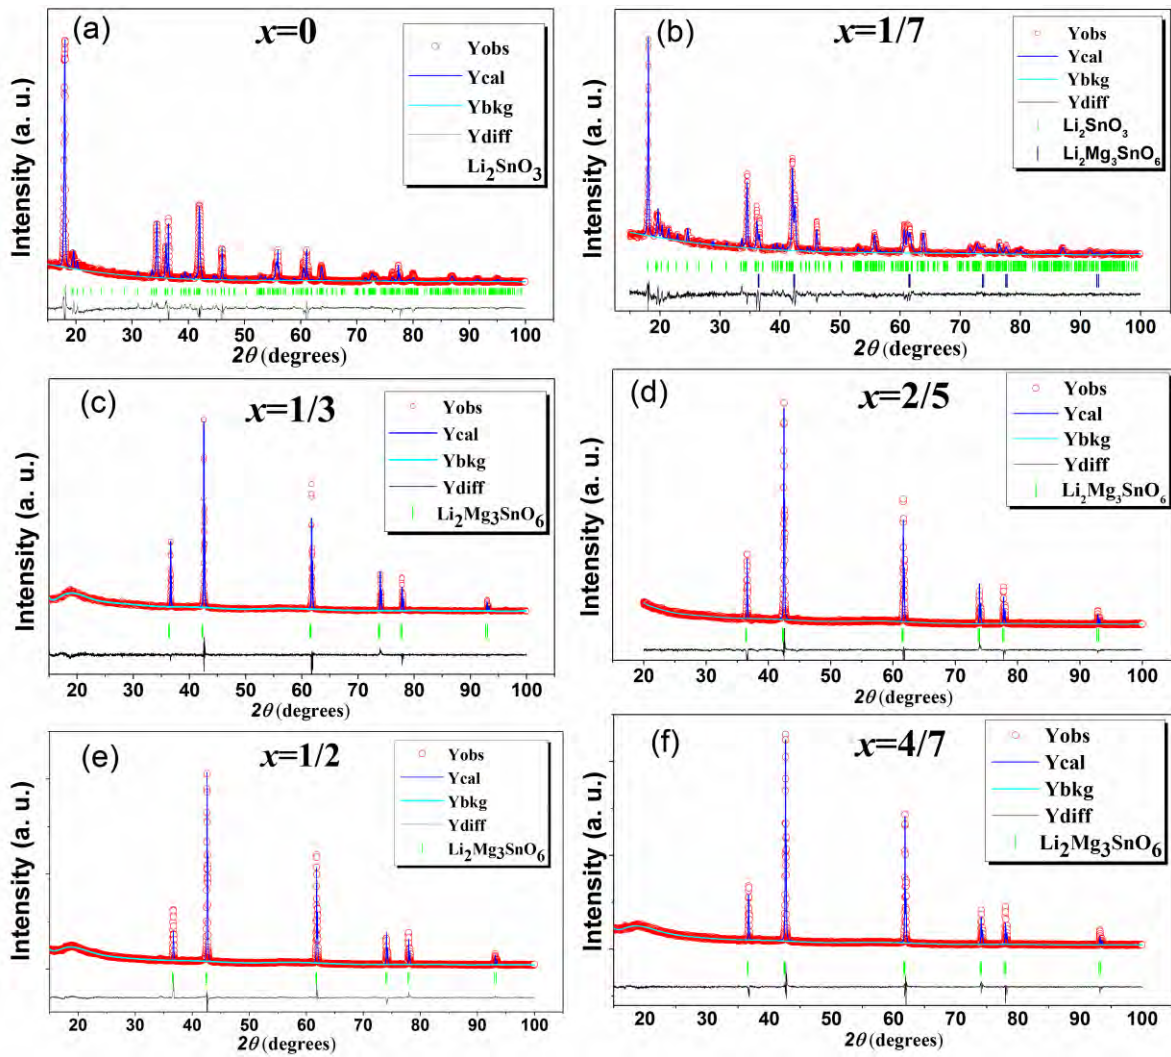 (a)
x=0
Yobs
Ycal
Ybkg
Ydiff
Li2SnO3
Intensity (a. u.)
20 30 40 50 60 70 80 90 100
2θ (degrees)
(b)
x=1/7
Yobs
Ycal
Ybkg
Ydiff
Li2SnO3
Li2Mg3SnO6
Intensity (a. u.)
20 30 40 50 60 70 80 90 100
2θ (degrees)
(c)
x=1/3
Yobs
Ycal
Ybkg
Ydiff
Li2Mg3SnO6
Intensity (a. u.)
20 30 40 50 60 70 80 90 100
2θ (degrees)
(d)
x=2/5
Yobs
Ycal
Ybkg
Ydiff
Li2Mg3SnO6
Intensity (a. u.)
20 30 40 50 60 70 80 90 100
2θ (degrees)
(e)
x=1/2
Yobs
Ycal
Ybkg
Ydiff
Li2Mg3SnO6
Intensity (a. u.)
20 30 40 50 60 70 80 90 100
2θ (degrees)
(f)
x=4/7
Yobs
Ycal
Ybkg
Ydiff
Li2Mg3SnO6
Intensity (a. u.)
20 30 40 50 60 70 80 90 100
2θ (degrees)